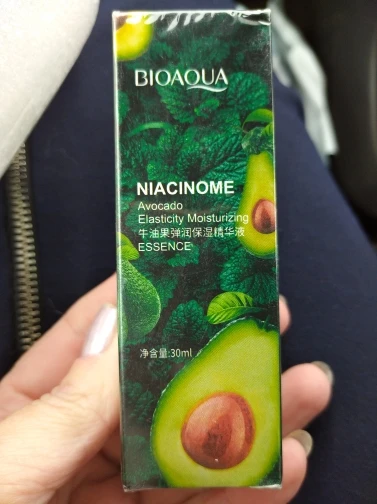 BIOAQUA
NIACINOME
Avocado
Elasticity Moisturizing
牛油果弹润保湿精华液
ESSENCE
净含量:30ml